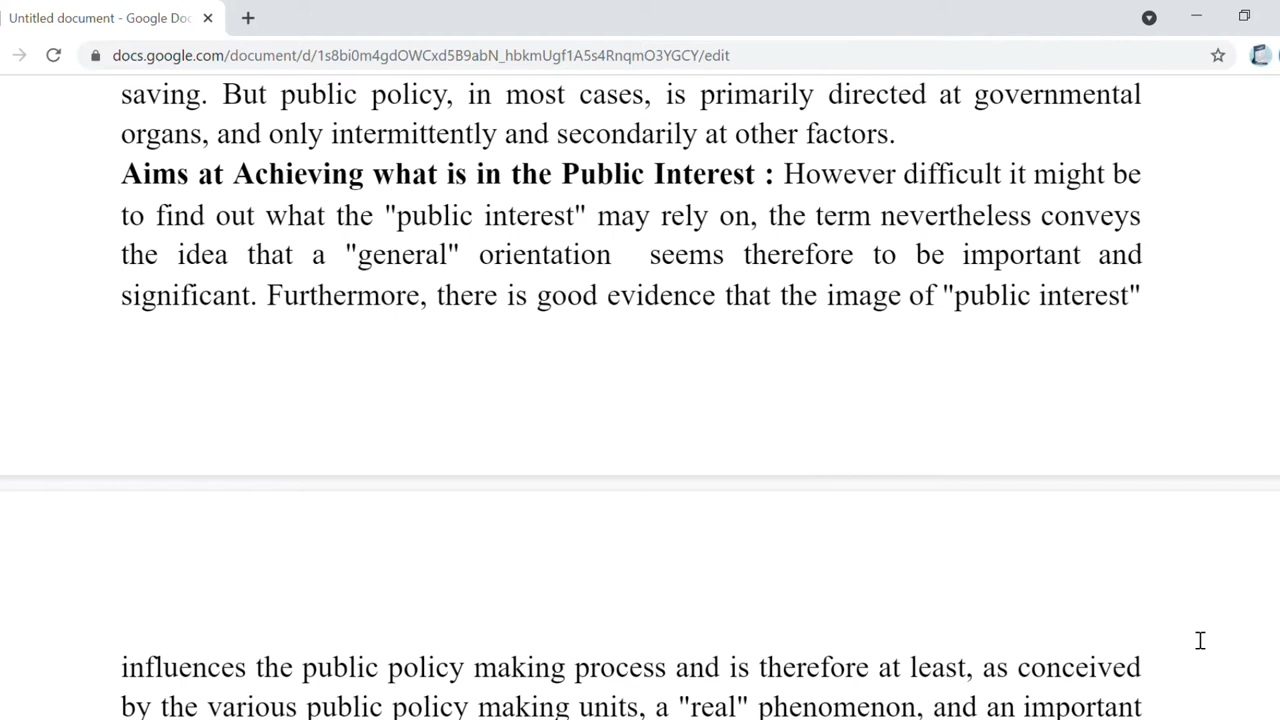 Untitled document - Google Doc
docs.google.com/document/d/1s8bi0m4gdOWCxd5B9abN_hbkmUgf1A5s4RnqmO3YGCY/edit
saving. But public policy, in most cases, is primarily directed at governmental
organs, and only intermittently and secondarily at other factors.
Aims at Achieving what is in the Public Interest : However difficult it might be
to find out what the "public interest" may rely on, the term nevertheless conveys
the idea that a "general" orientation seems therefore to be important and
significant. Furthermore, there is good evidence that the image of "public interest"
influences the public policy making process and is therefore at least, as conceived
by the various public policy making units, a "real" phenomenon, and an important